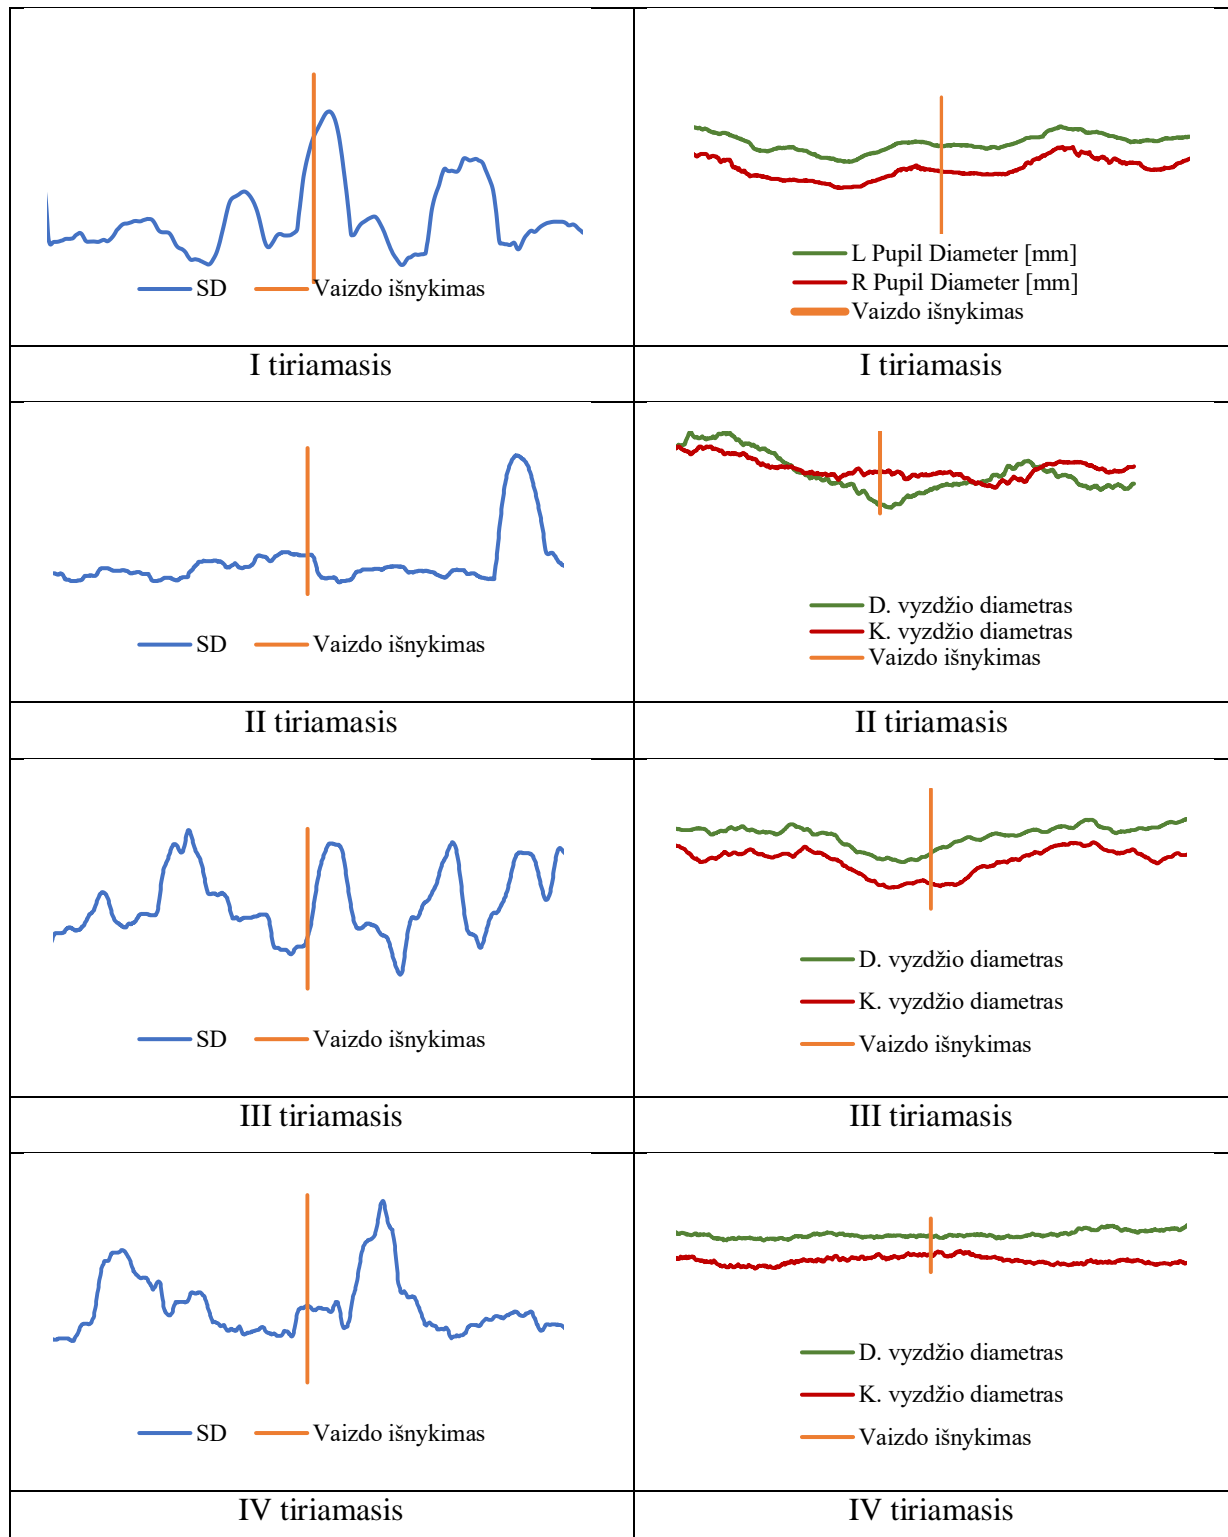 SD Vaizdo išnykimas
L Pupil Diameter [mm]
R Pupil Diameter [mm]
Vaizdo išnykimas
I tiriamasis
I tiriamasis
SD Vaizdo išnykimas
D. vyzdžio diametras
K. vyzdžio diametras
Vaizdo išnykimas
II tiriamasis
II tiriamasis
SD Vaizdo išnykimas
D. vyzdžio diametras
K. vyzdžio diametras
Vaizdo išnykimas
III tiriamasis
III tiriamasis
SD Vaizdo išnykimas
D. vyzdžio diametras
K. vyzdžio diametras
Vaizdo išnykimas
IV tiriamasis
IV tiriamasis